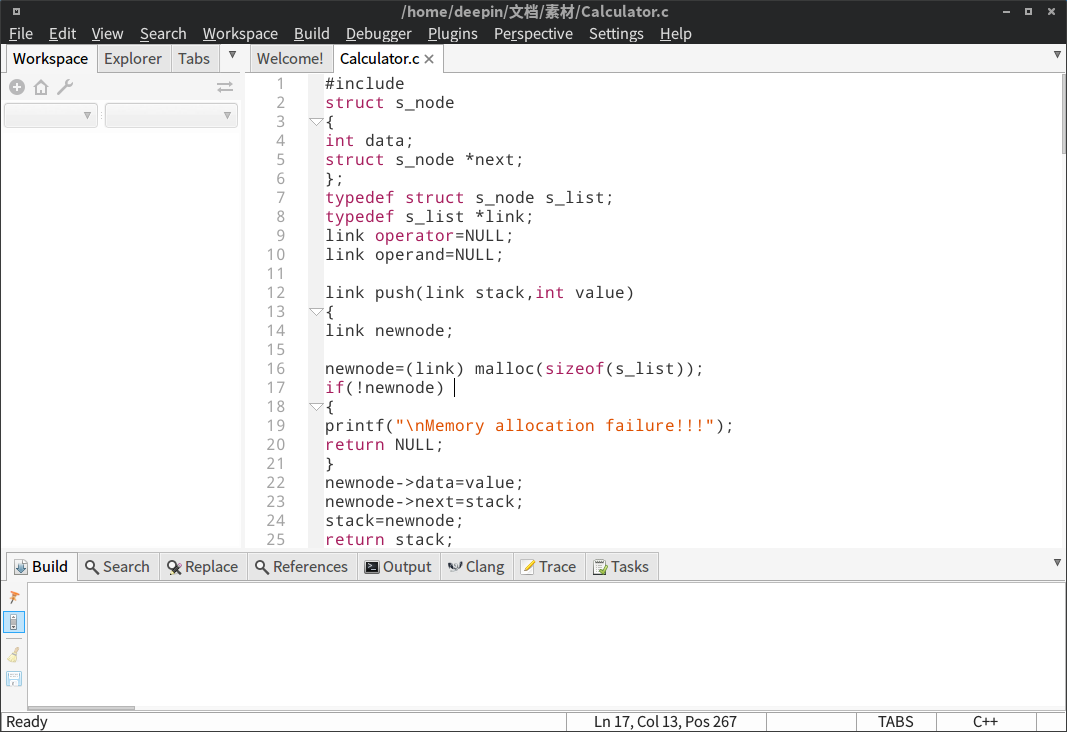 /home/deepin/文档/素材/Calculator.c
File Edit View Search Workspace Build Debugger Plugins Perspective Settings Help
Workspace Explorer Tabs Welcome! Calculator.c
1 #include
2 struct s_node
3 {
4 int data;
5 struct s_node *next;
6 };
7 typedef struct s_node s_list;
8 typedef s_list *link;
9 link operator=NULL;
10 link operand=NULL;
11
12 link push(link stack,int value)
13 {
14 link newnode;
15
16 newnode=(link) malloc(sizeof(s_list));
17 if(!newnode)
18 {
19 printf("\nMemory allocation failure!!!");
20 return NULL;
21 }
22 newnode->data=value;
23 newnode->next=stack;
24 stack=newnode;
25 return stack;
Build Search Replace References Output Clang Trace Tasks
Ready Ln 17, Col 13, Pos 267 TABS C++